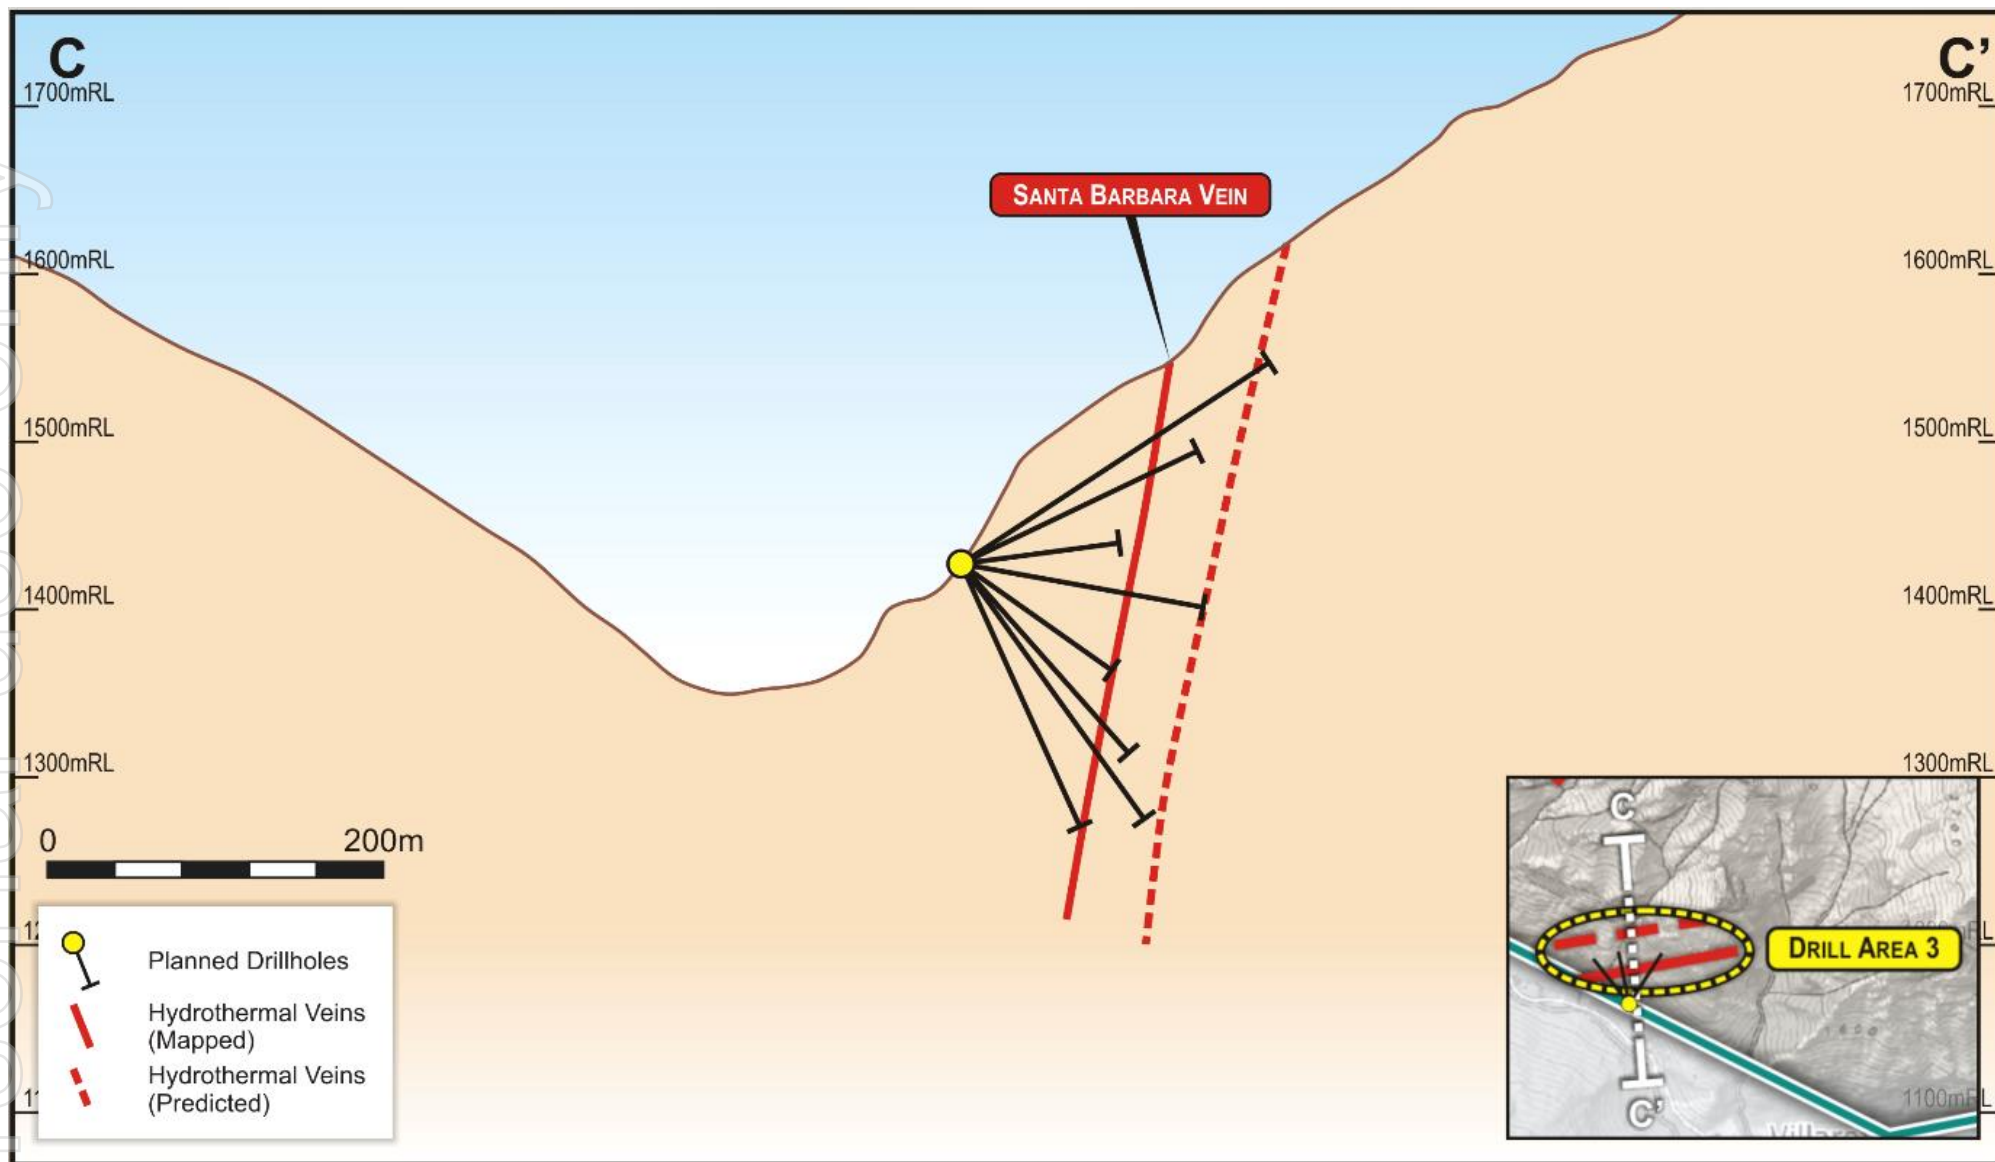 C
C'
1700mRL
1700mRL
SANTA BARBARA VEIN
1600mRL
1600mRL
1500mRL
1500mRL
1400mRL
1400mRL
1300mRL
1300mRL
0 200m
C
DRILL AREA 3
Planned Drillholes
Hydrothermal Veins
(Mapped)
Hydrothermal Veins
(Predicted)
1100mRL
C'